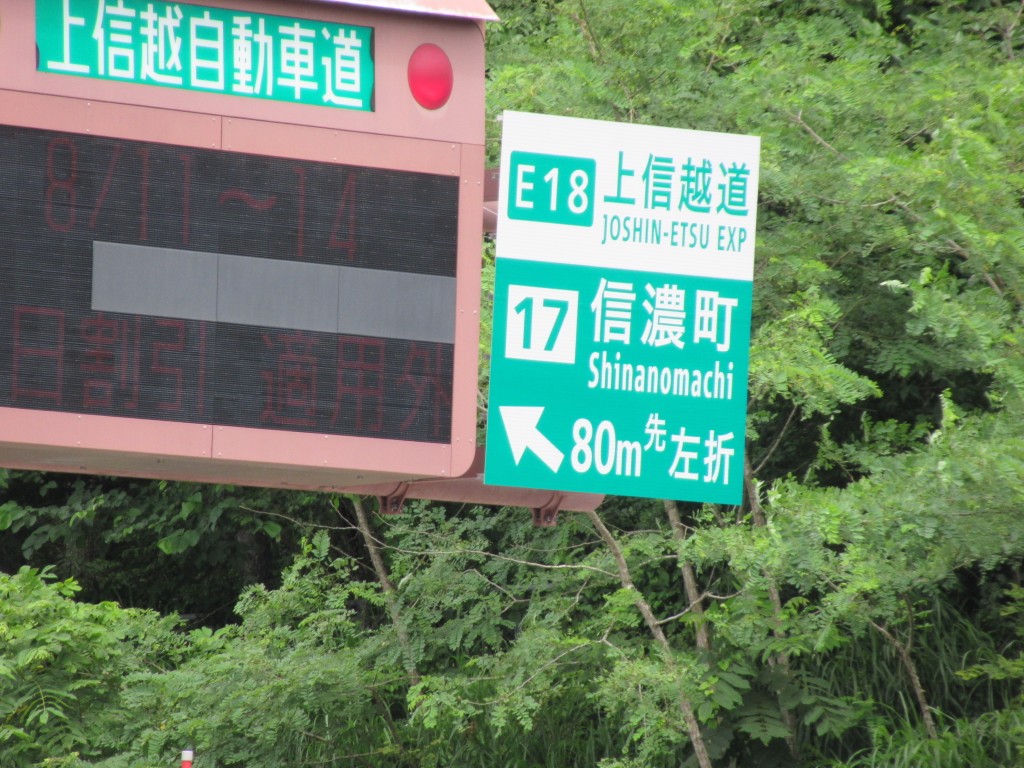 上信越自動車道
8/11〜14
日割引 適用外
E18 上信越道
JOSHIN-ETSU EXP
17 信濃町
Shinanomachi
80m先左折